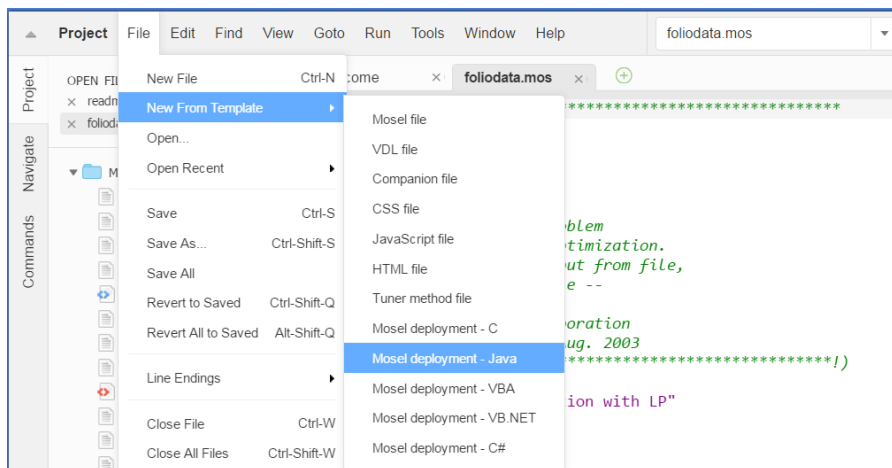 Project File Edit Find View Goto Run Tools Window Help foliodata.mos
Project
Navigate
Commands
OPEN FIL
readm
folioda
M
New File Ctrl-N
New From Template
Open...
Open Recent
Save Ctrl-S
Save As... Ctrl-Shift-S
Save All
Revert to Saved Ctrl-Shift-Q
Revert All to Saved Alt-Shift-Q
Line Endings
Close File Ctrl-W
Close All Files Ctrl-Shift-W
Mosel file
VDL file
Companion file
CSS file
JavaScript file
HTML file
Tuner method file
Mosel deployment - C
Mosel deployment - Java
Mosel deployment - VBA
Mosel deployment - VB.NET
Mosel deployment - C#
come × foliodata.mos ×
******************************
blem
timization.
ut from file,
e --
oration
ug. 2003
*****************************!)
ion with LP"